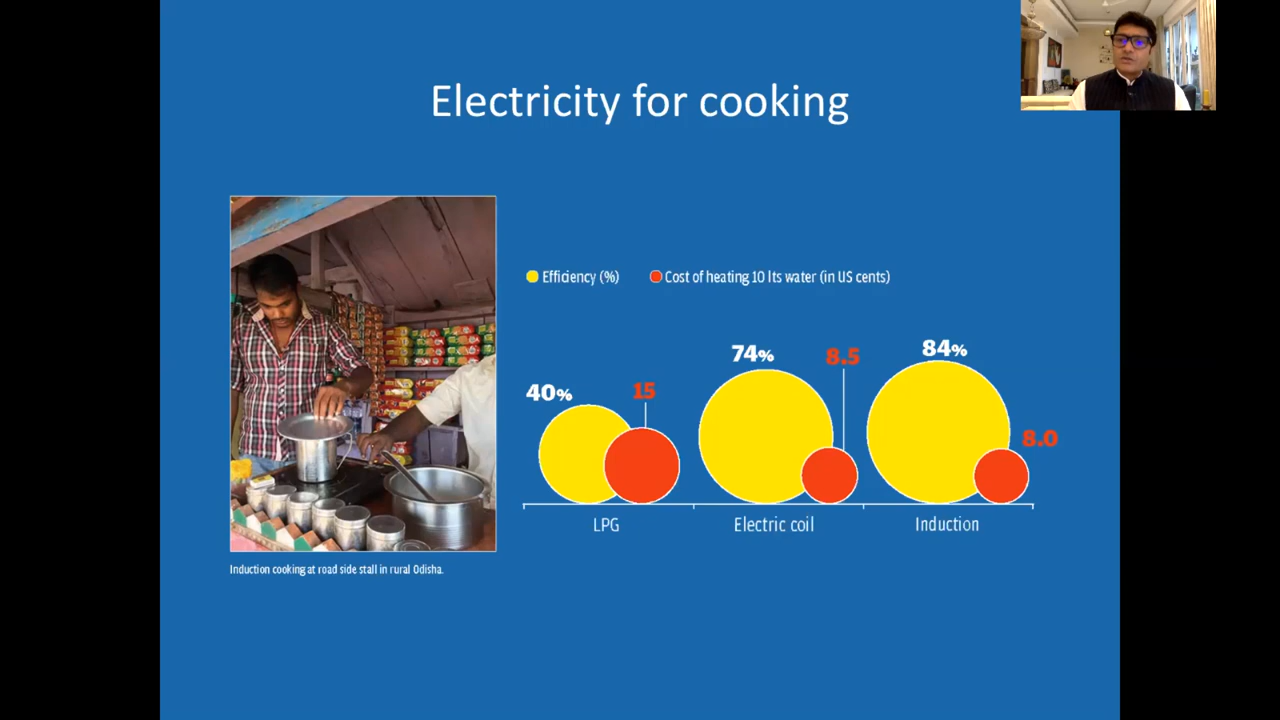 Electricity for cooking
Efficiency (%) Cost of heating 10 lts water (in US cents)
40% 15 74% 8.5 84% 8.0
LPG Electric coil Induction
Induction cooking at road side stall in rural Odisha.